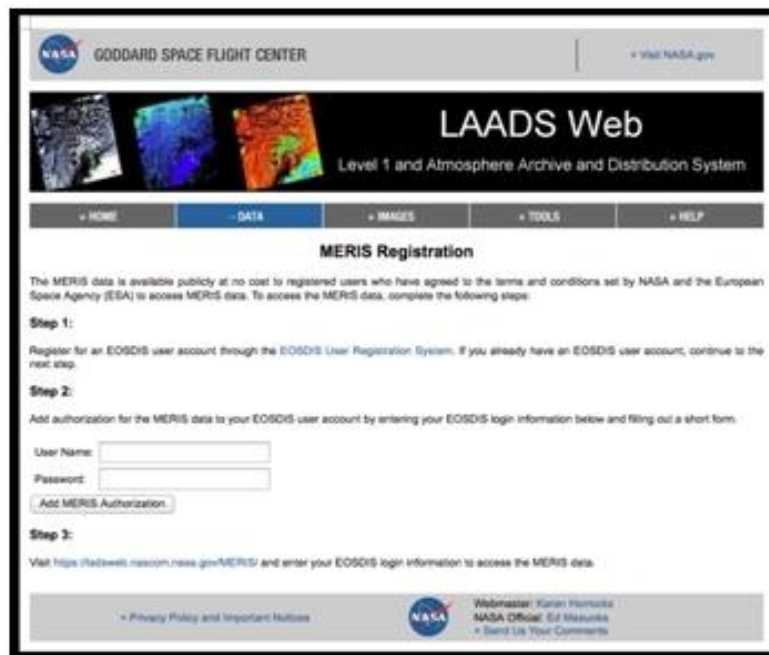 NASA
GODDARD SPACE FLIGHT CENTER
+ Visit NASA.gov
LAADS Web
Level 1 and Atmosphere Archive and Distribution System
+ HOME
- DATA
+ IMAGES
+ TOOLS
+ HELP
MERIS Registration
The MERIS data is available publicly at no cost to registered users who have agreed to the terms and conditions set by NASA and the European
Space Agency (ESA) to access MERIS data. To access the MERIS data, complete the following steps:
Step 1:
Register for an EOSDIS user account through the EOSDIS User Registration System. If you already have an EOSDIS user account, continue to the
next step.
Step 2:
Add authorization for the MERIS data to your EOSDIS user account by entering your EOSDIS login information below and filling out a short form.
User Name:
Password:
Add MERIS Authorization
Step 3:
Visit https://ladsweb.nascom.nasa.gov/MERIS/ and enter your EOSDIS login information to access the MERIS data.
+ Privacy Policy and Important Notices
NASA
Webmaster: Karen Horrocks
NASA Official: Ed Masuoka
+ Send Us Your Comments